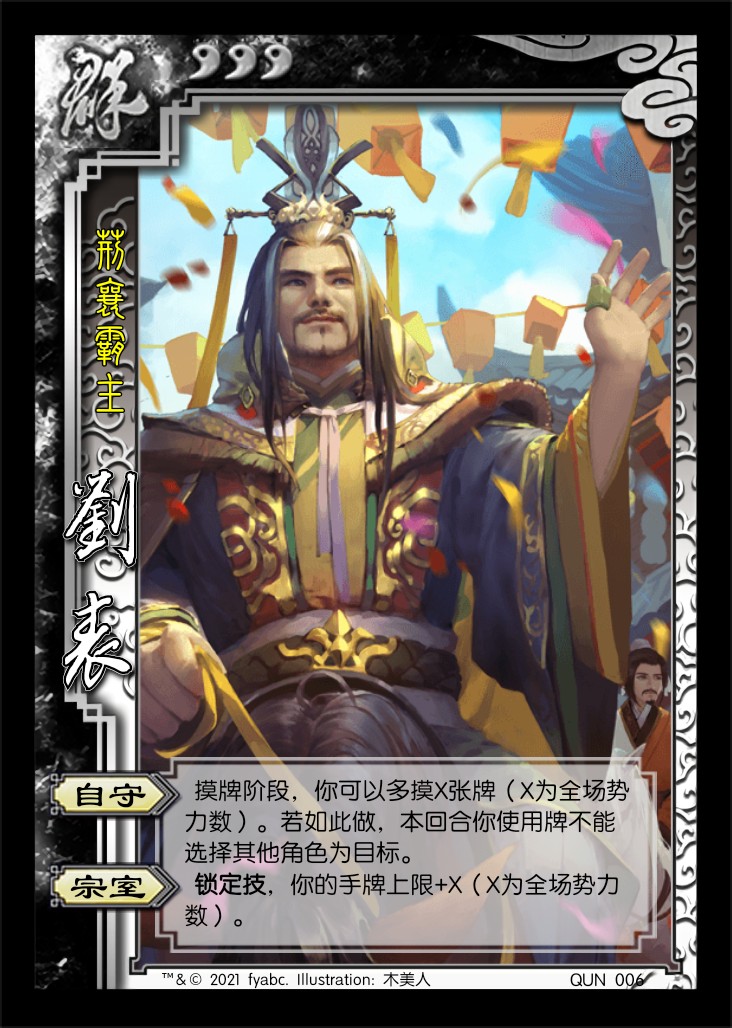 群
荊襄霸主
劉表
自守
摸牌阶段，你可以多摸X张牌（X为全场势
力数）。若如此做，本回合你使用牌不能
选择其他角色为目标。
宗室
锁定技，你的手牌上限+X（X为全场势力
数）。
™&© 2021 fyabc. Illustration: 木美人
QUN 006